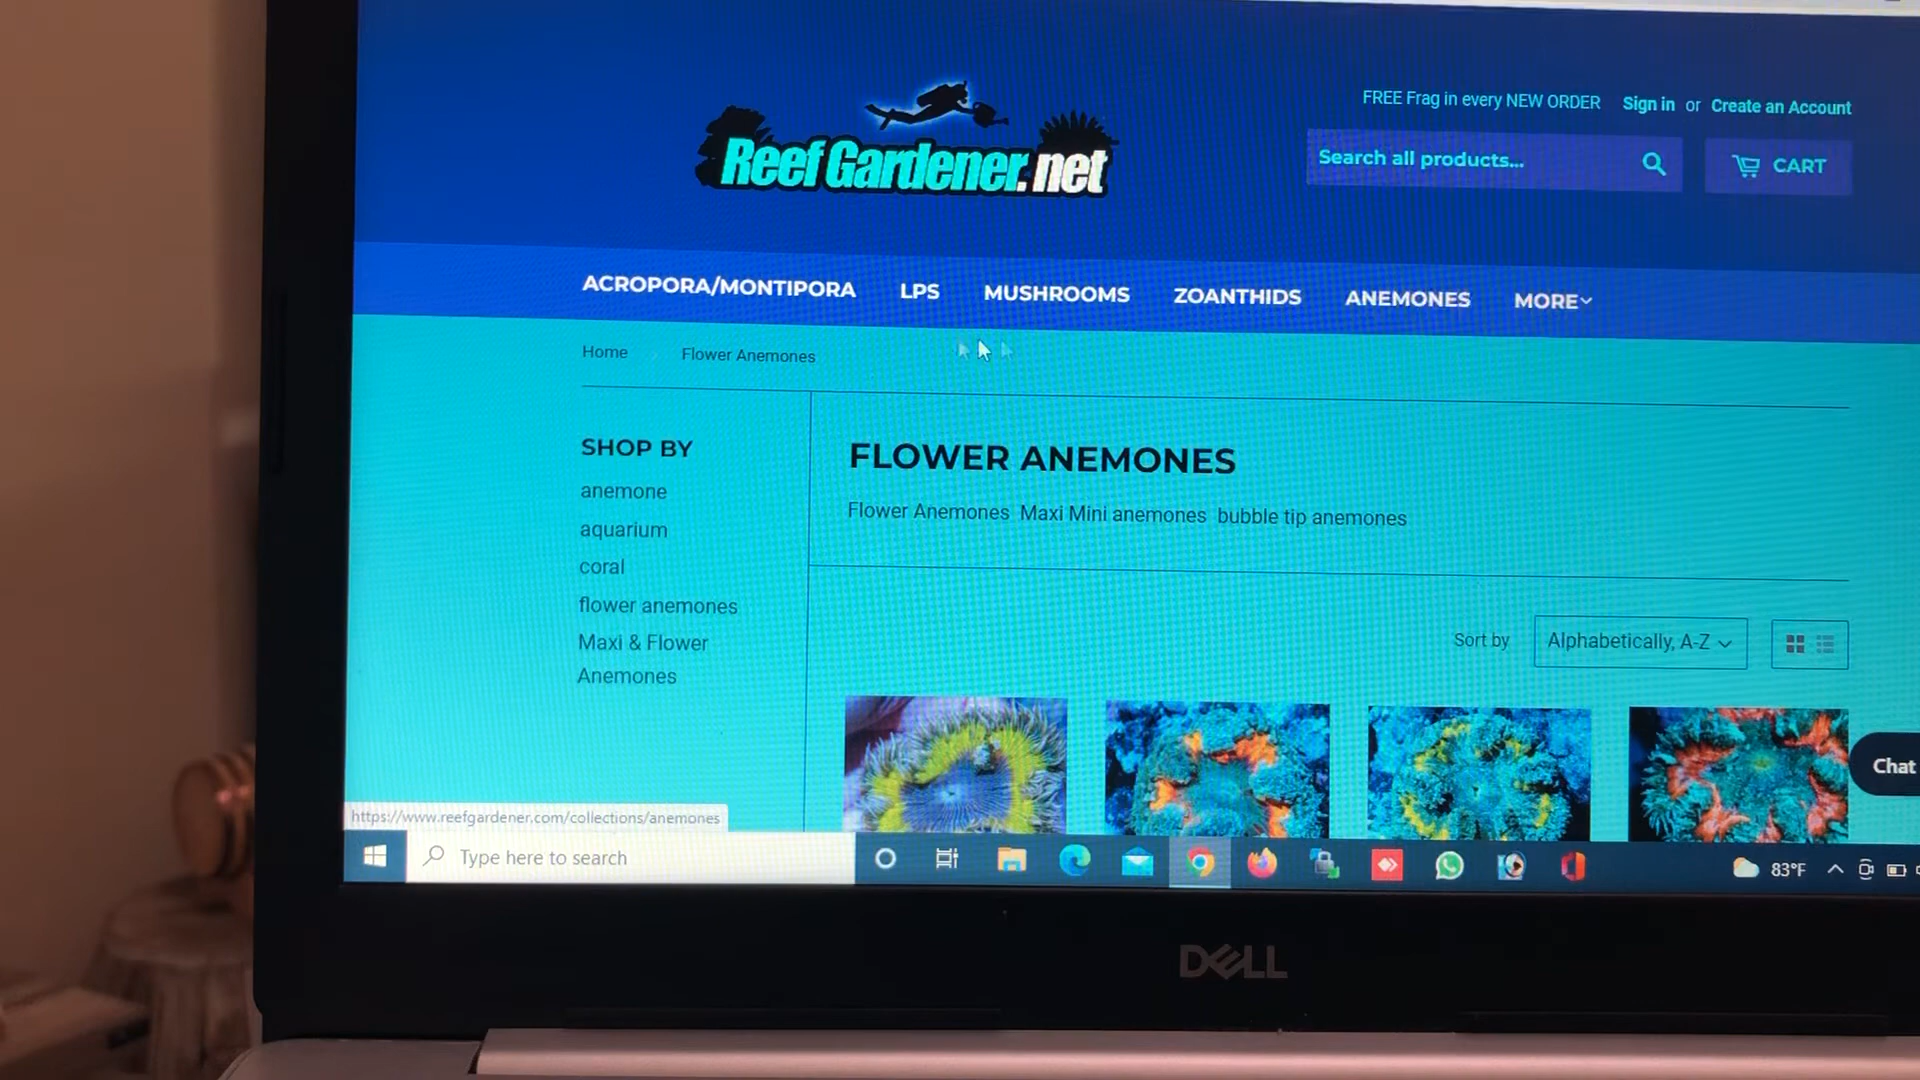 ReefGardener.net
FREE Frag in every NEW ORDER Sign in or Create an Account
Search all products...
CART
ACROPORA/MONTIPORA LPS MUSHROOMS ZOANTHIDS ANEMONES MORE
Home Flower Anemones
SHOP BY
anemone
aquarium
coral
flower anemones
Maxi & Flower
Anemones
FLOWER ANEMONES
Flower Anemones Maxi Mini anemones bubble tip anemones
Sort by Alphabetically, A-Z
Chat
https://www.reefgardener.com/collections/anemones
Type here to search
83°F
DELL